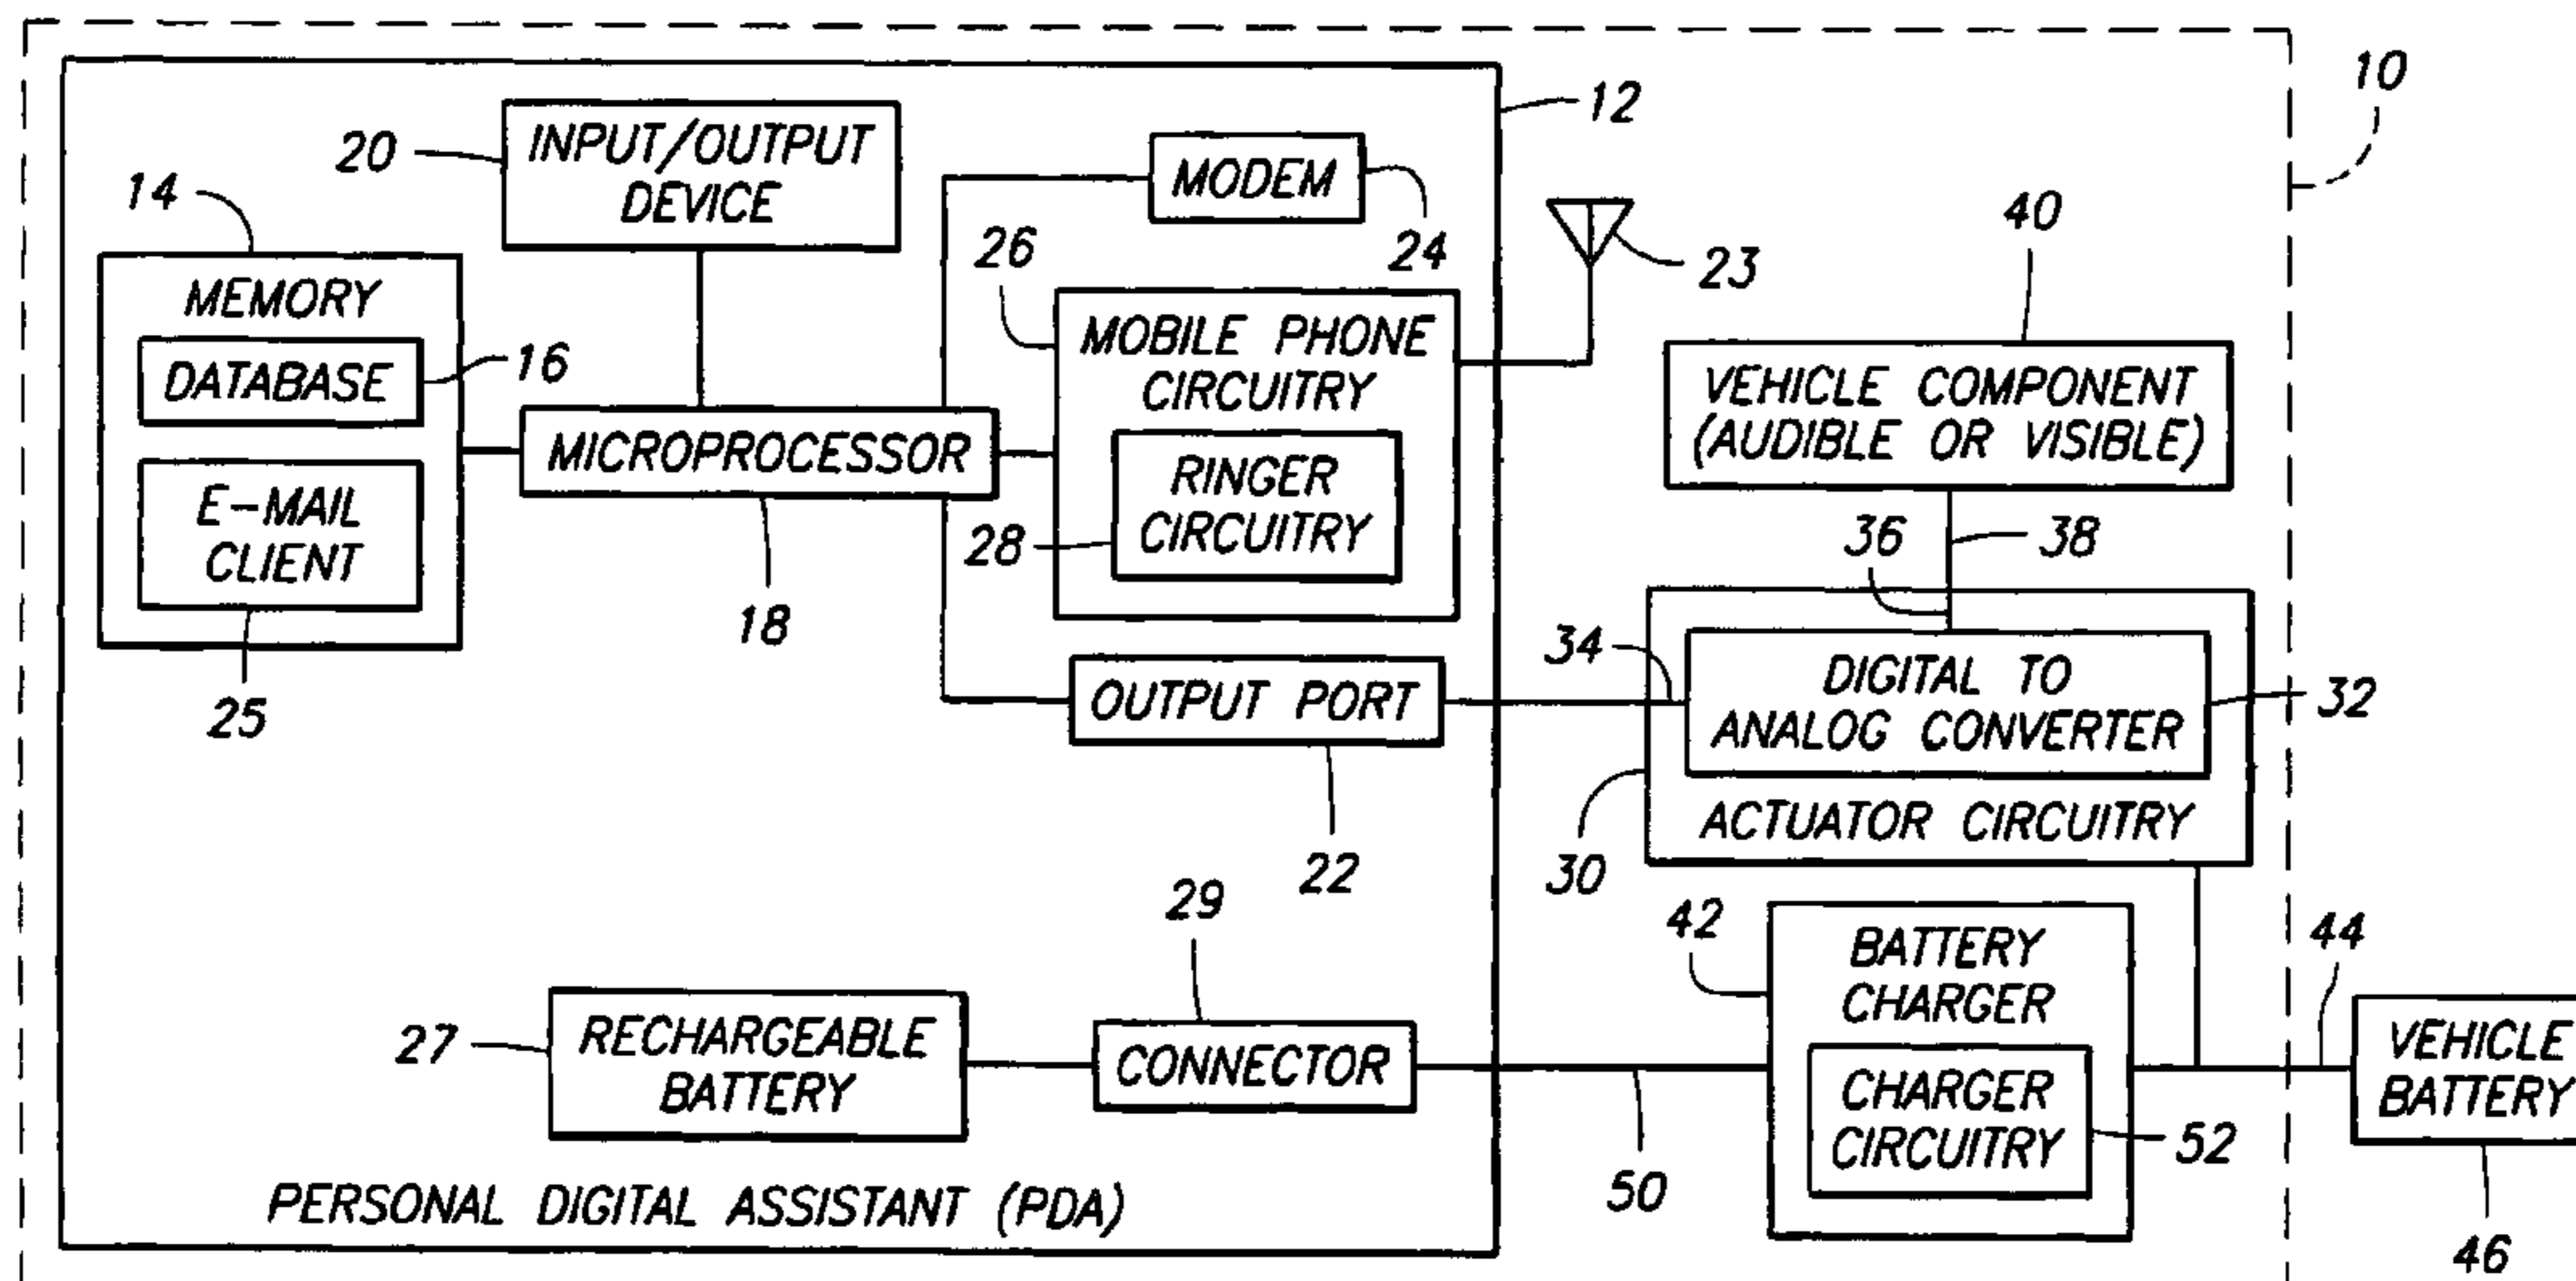 10
12
20
INPUT/OUTPUT
DEVICE
MODEM
24
14
26
23
40
MEMORY
DATABASE
16
E-MAIL
CLIENT
25
MICROPROCESSOR
18
MOBILE PHONE
CIRCUITRY
RINGER
CIRCUITRY
28
VEHICLE COMPONENT
(AUDIBLE OR VISIBLE)
36
38
34
OUTPUT PORT
22
DIGITAL TO
ANALOG CONVERTER
32
ACTUATOR CIRCUITRY
30
29
42
44
27
RECHARGEABLE
BATTERY
CONNECTOR
50
BATTERY
CHARGER
CHARGER
CIRCUITRY
52
VEHICLE
BATTERY
46
PERSONAL DIGITAL ASSISTANT (PDA)